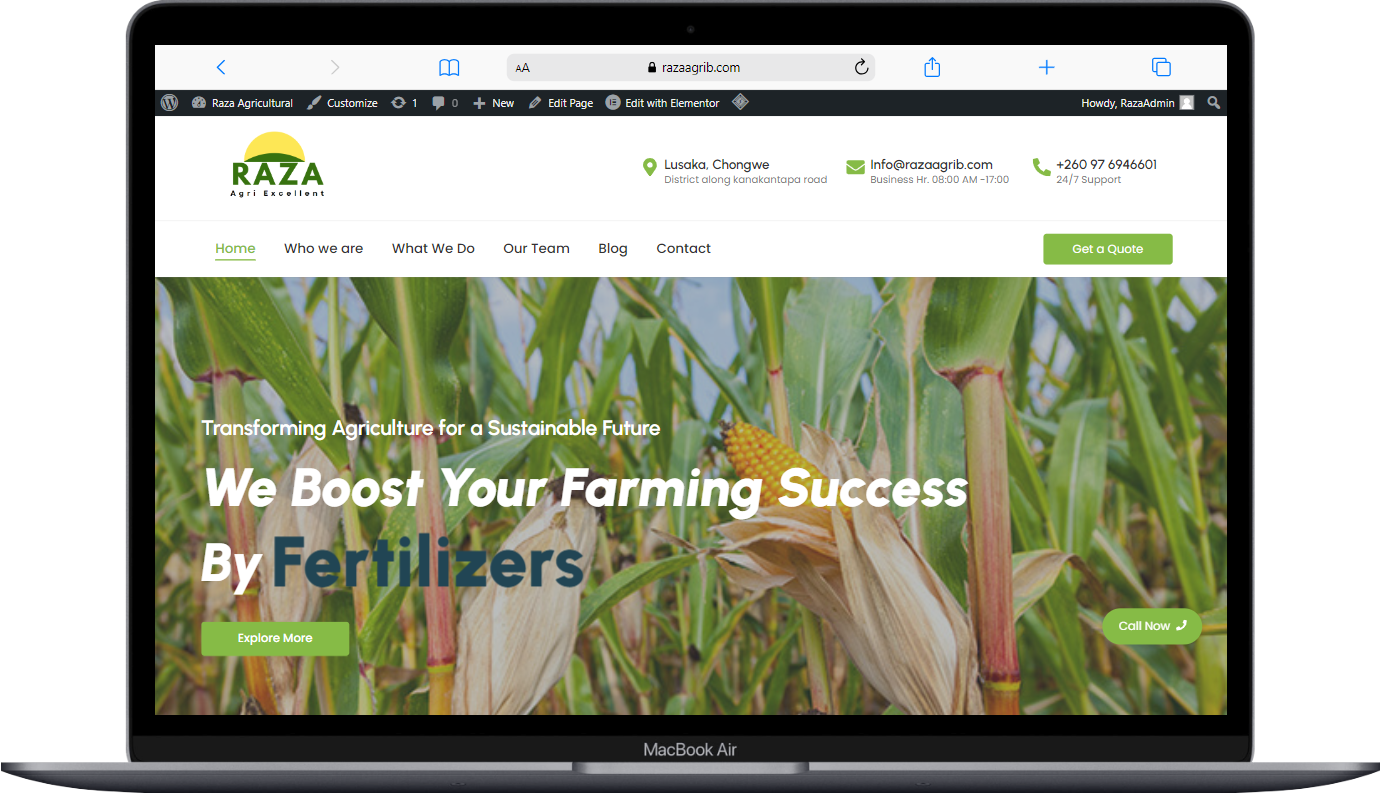 AA razaagrib.com
Raza Agricultural Customize 1 0 New Edit Page Edit with Elementor Howdy, RazaAdmin
RAZA
Agri Excellent
Lusaka, Chongwe
District along kanakantapa road
Info@razaagrib.com
Business Hr. 08:00 AM -17:00
+260 97 6946601
24/7 Support
Home Who we are What We Do Our Team Blog Contact Get a Quote
Transforming Agriculture for a Sustainable Future
We Boost Your Farming Success
By Fertilizers
Explore More
Call Now
MacBook Air